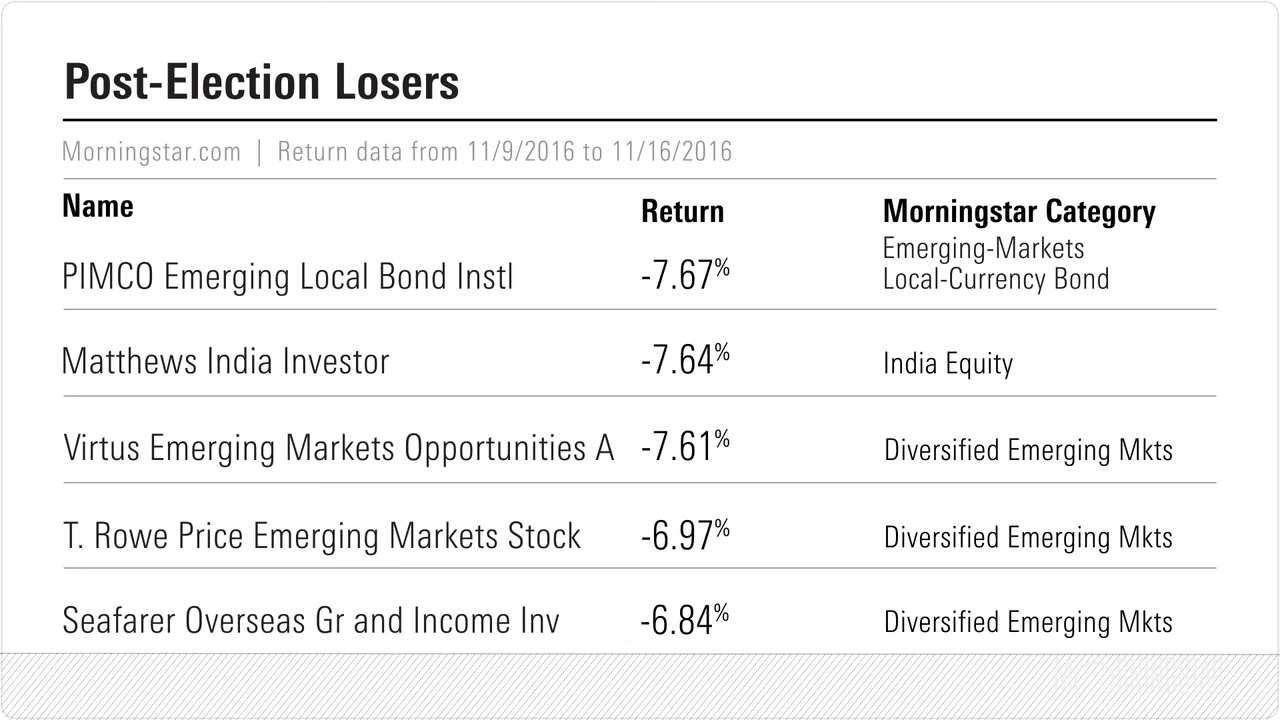 Post-Election Losers
Morningstar.com | Return data from 11/9/2016 to 11/16/2016
Name Return Morningstar Category
PIMCO Emerging Local Bond Instl -7.67% Emerging-Markets
Local-Currency Bond
Matthews India Investor -7.64% India Equity
Virtus Emerging Markets Opportunities A -7.61% Diversified Emerging Mkts
T. Rowe Price Emerging Markets Stock -6.97% Diversified Emerging Mkts
Seafarer Overseas Gr and Income Inv -6.84% Diversified Emerging Mkts